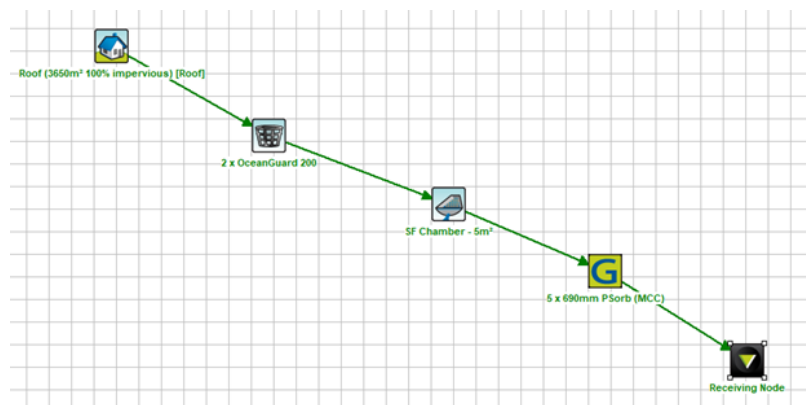 Roof (3650m² 100% impervious) [Roof]
2 x OceanGuard 200
SF Chamber - 5m²
G
5 x 690mm PSorb (MCC)
Receiving Node